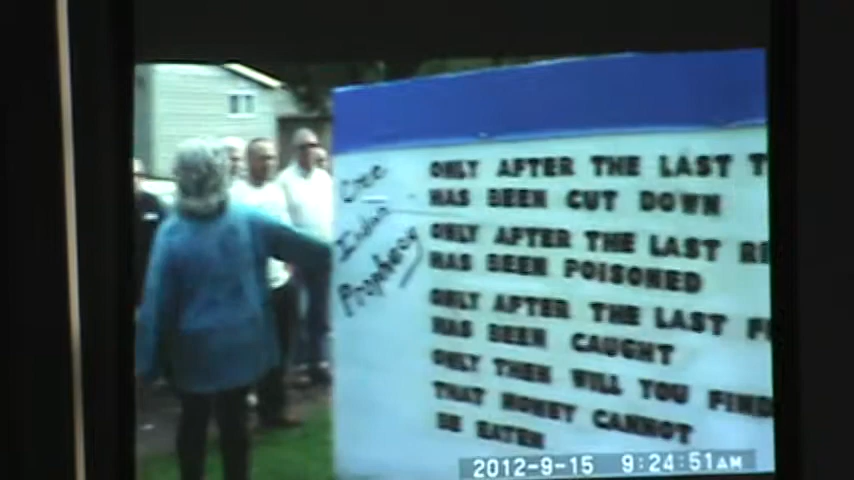 Cree
Indian
Prophecy
ONLY AFTER THE LAST T
HAS BEEN CUT DOWN
ONLY AFTER THE LAST RI
HAS BEEN POISONED
ONLY AFTER THE LAST FI
HAS BEEN CAUGHT
ONLY THEN WILL YOU FIND
THAT MONEY CANNOT
BE EATEN
2012-9-15 9:24:51AM